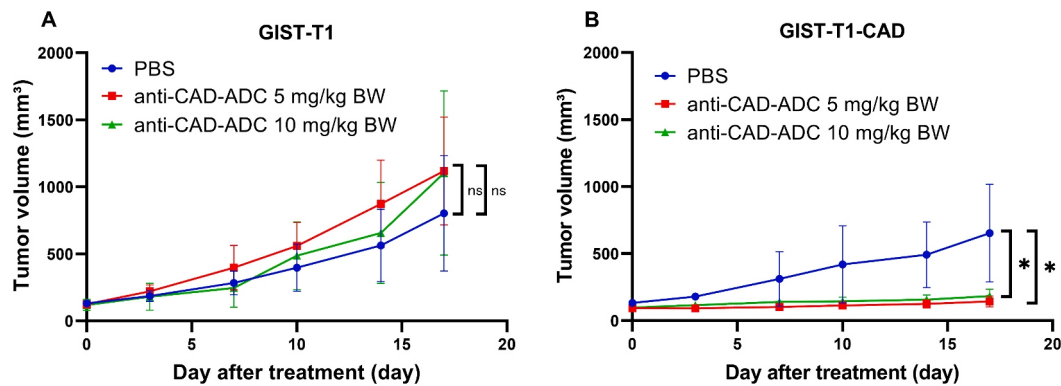 A
GIST-T1
Tumor volume (mm³)
2000
1500
1000
500
0
PBS
anti-CAD-ADC 5 mg/kg BW
anti-CAD-ADC 10 mg/kg BW
ns
ns
0 5 10 15 20
Day after treatment (day)
B
GIST-T1-CAD
Tumor volume (mm³)
2000
1500
1000
500
0
PBS
anti-CAD-ADC 5 mg/kg BW
anti-CAD-ADC 10 mg/kg BW
*
*
0 5 10 15 20
Day after treatment (day)